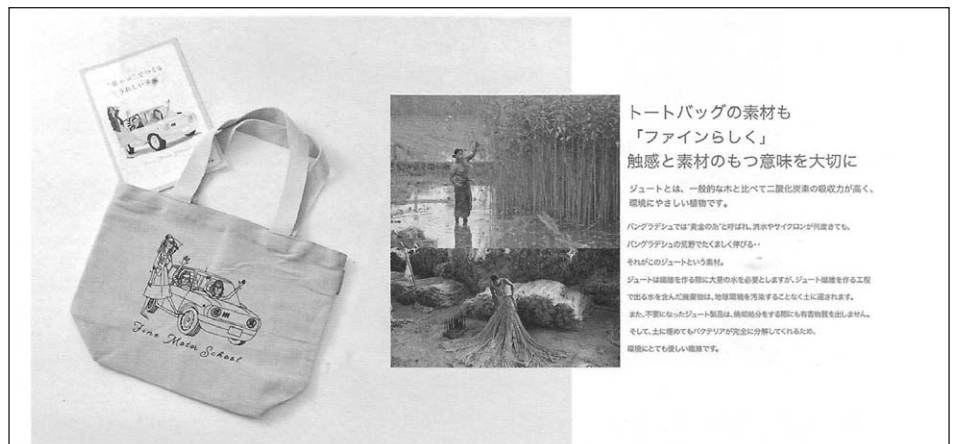 うれしい予感
Fine Motor School
トートバッグの素材も
「ファインらしく」
触感と素材のもつ意味を大切に
ジュートとは、一般的な木と比べて二酸化炭素の吸収力が高く、
環境にやさしい植物です。
バングラデシュでは“黄金の糸”と呼ばれ、洪水やサイクロンが何度きても、
バングラデシュの荒野でたくましく伸びる・・
それがこのジュートという素材。
ジュートは繊維を作る際に大量の水を必要としますが、ジュート繊維を作る工程
で出る水を含んだ廃棄物は、地球環境を汚染することなく土に還されます。
また、不要になったジュート製品は、焼却処分をする際にも有害物質を出しません。
そして、土に埋めてもバクテリアが完全に分解してくれるため、
環境にとても優しい繊維です。